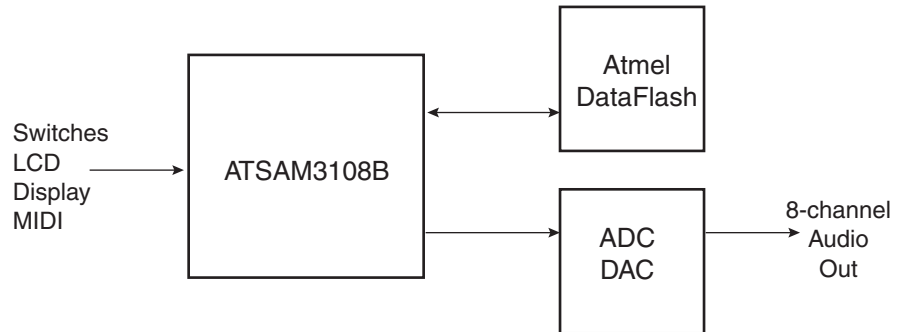 Switches
LCD
Display
MIDI
ATSAM3108B
Atmel
DataFlash
ADC
DAC
8-channel
Audio
Out